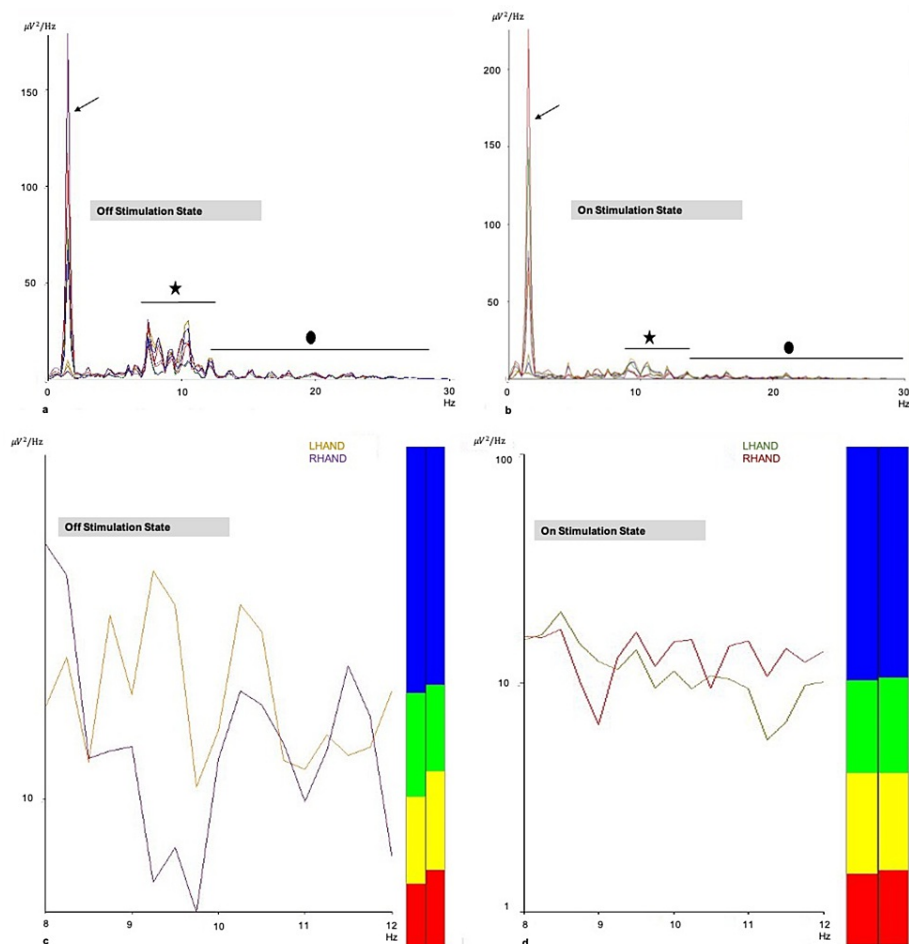 μV²/Hz
150
100
50
Off Stimulation State
0
10
20
30
Hz
a
μV²/Hz
200
150
100
50
On Stimulation State
0
10
20
30
Hz
b
μV²/Hz
LHAND
RHAND
Off Stimulation State
10
8
9
10
11
12
Hz
c
μV²/Hz
LHAND
RHAND
100
On Stimulation State
10
1
8
9
10
11
12
Hz
d